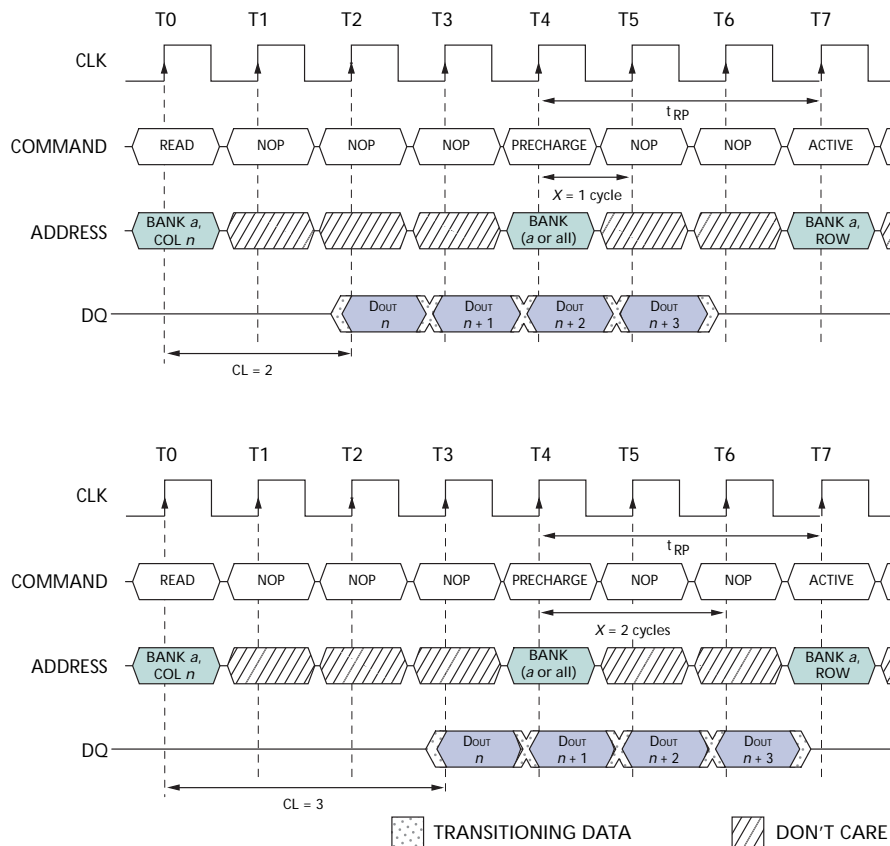 T0 T1 T2 T3 T4 T5 T6 T7
CLK
tRP
COMMAND READ NOP NOP NOP PRECHARGE NOP NOP ACTIVE
X = 1 cycle
ADDRESS BANK a, COL n BANK (a or all) BANK a, ROW
DQ DOUT n DOUT n + 1 DOUT n + 2 DOUT n + 3
CL = 2
T0 T1 T2 T3 T4 T5 T6 T7
CLK
tRP
COMMAND READ NOP NOP NOP PRECHARGE NOP NOP ACTIVE
X = 2 cycles
ADDRESS BANK a, COL n BANK (a or all) BANK a, ROW
DQ DOUT n DOUT n + 1 DOUT n + 2 DOUT n + 3
CL = 3
TRANSITIONING DATA DON'T CARE